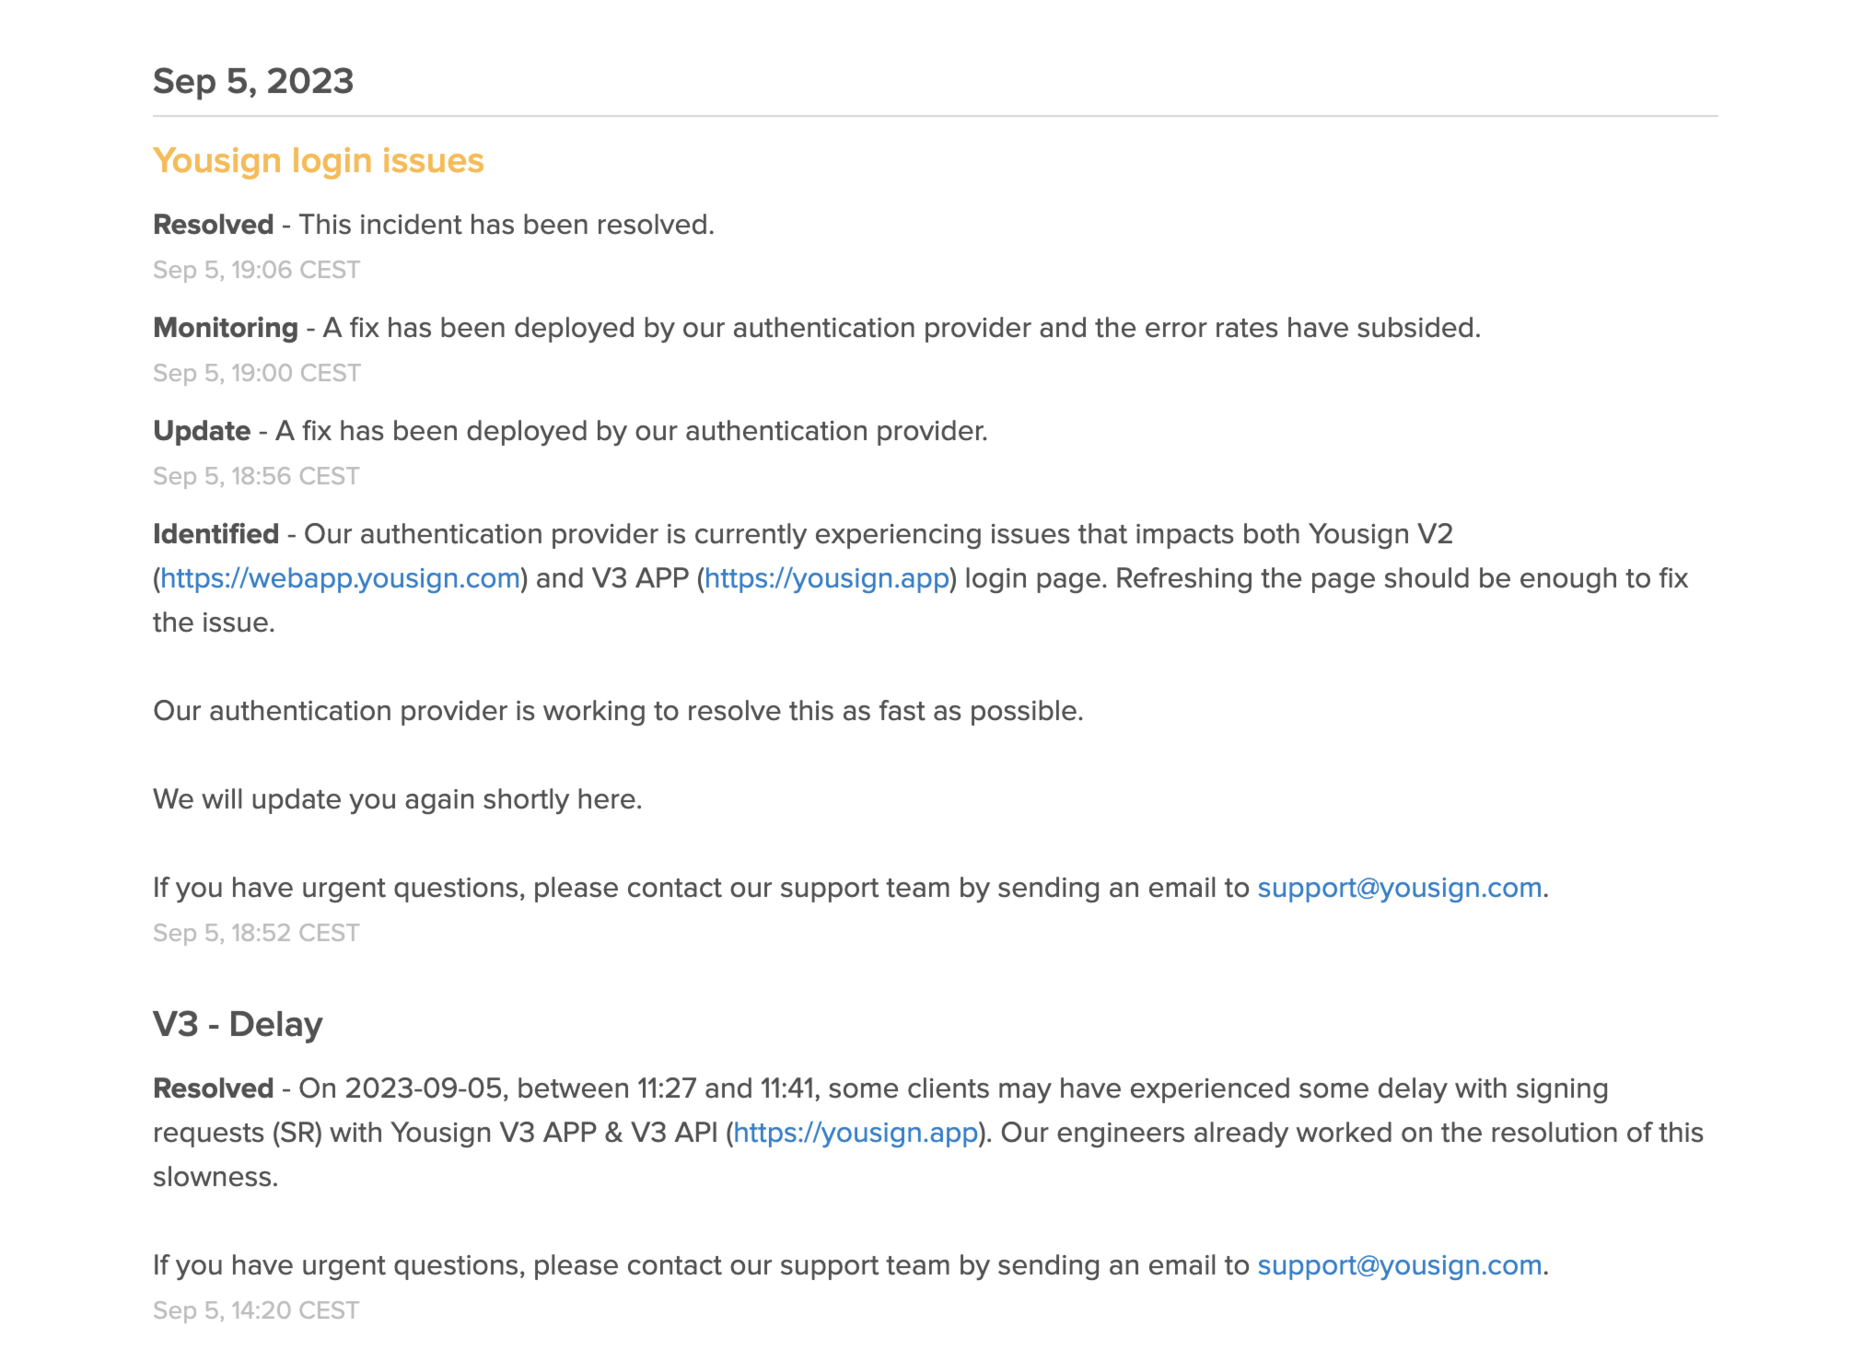 Sep 5, 2023
Yousign login issues
Resolved - This incident has been resolved.
Sep 5, 19:06 CEST
Monitoring - A fix has been deployed by our authentication provider and the error rates have subsided.
Sep 5, 19:00 CEST
Update - A fix has been deployed by our authentication provider.
Sep 5, 18:56 CEST
Identified - Our authentication provider is currently experiencing issues that impacts both Yousign V2
(https://webapp.yousign.com) and V3 APP (https://yousign.app) login page. Refreshing the page should be enough to fix
the issue.
Our authentication provider is working to resolve this as fast as possible.
We will update you again shortly here.
If you have urgent questions, please contact our support team by sending an email to support@yousign.com.
Sep 5, 18:52 CEST
V3 - Delay
Resolved - On 2023-09-05, between 11:27 and 11:41, some clients may have experienced some delay with signing
requests (SR) with Yousign V3 APP & V3 API (https://yousign.app). Our engineers already worked on the resolution of this
slowness.
If you have urgent questions, please contact our support team by sending an email to support@yousign.com.
Sep 5, 14:20 CEST